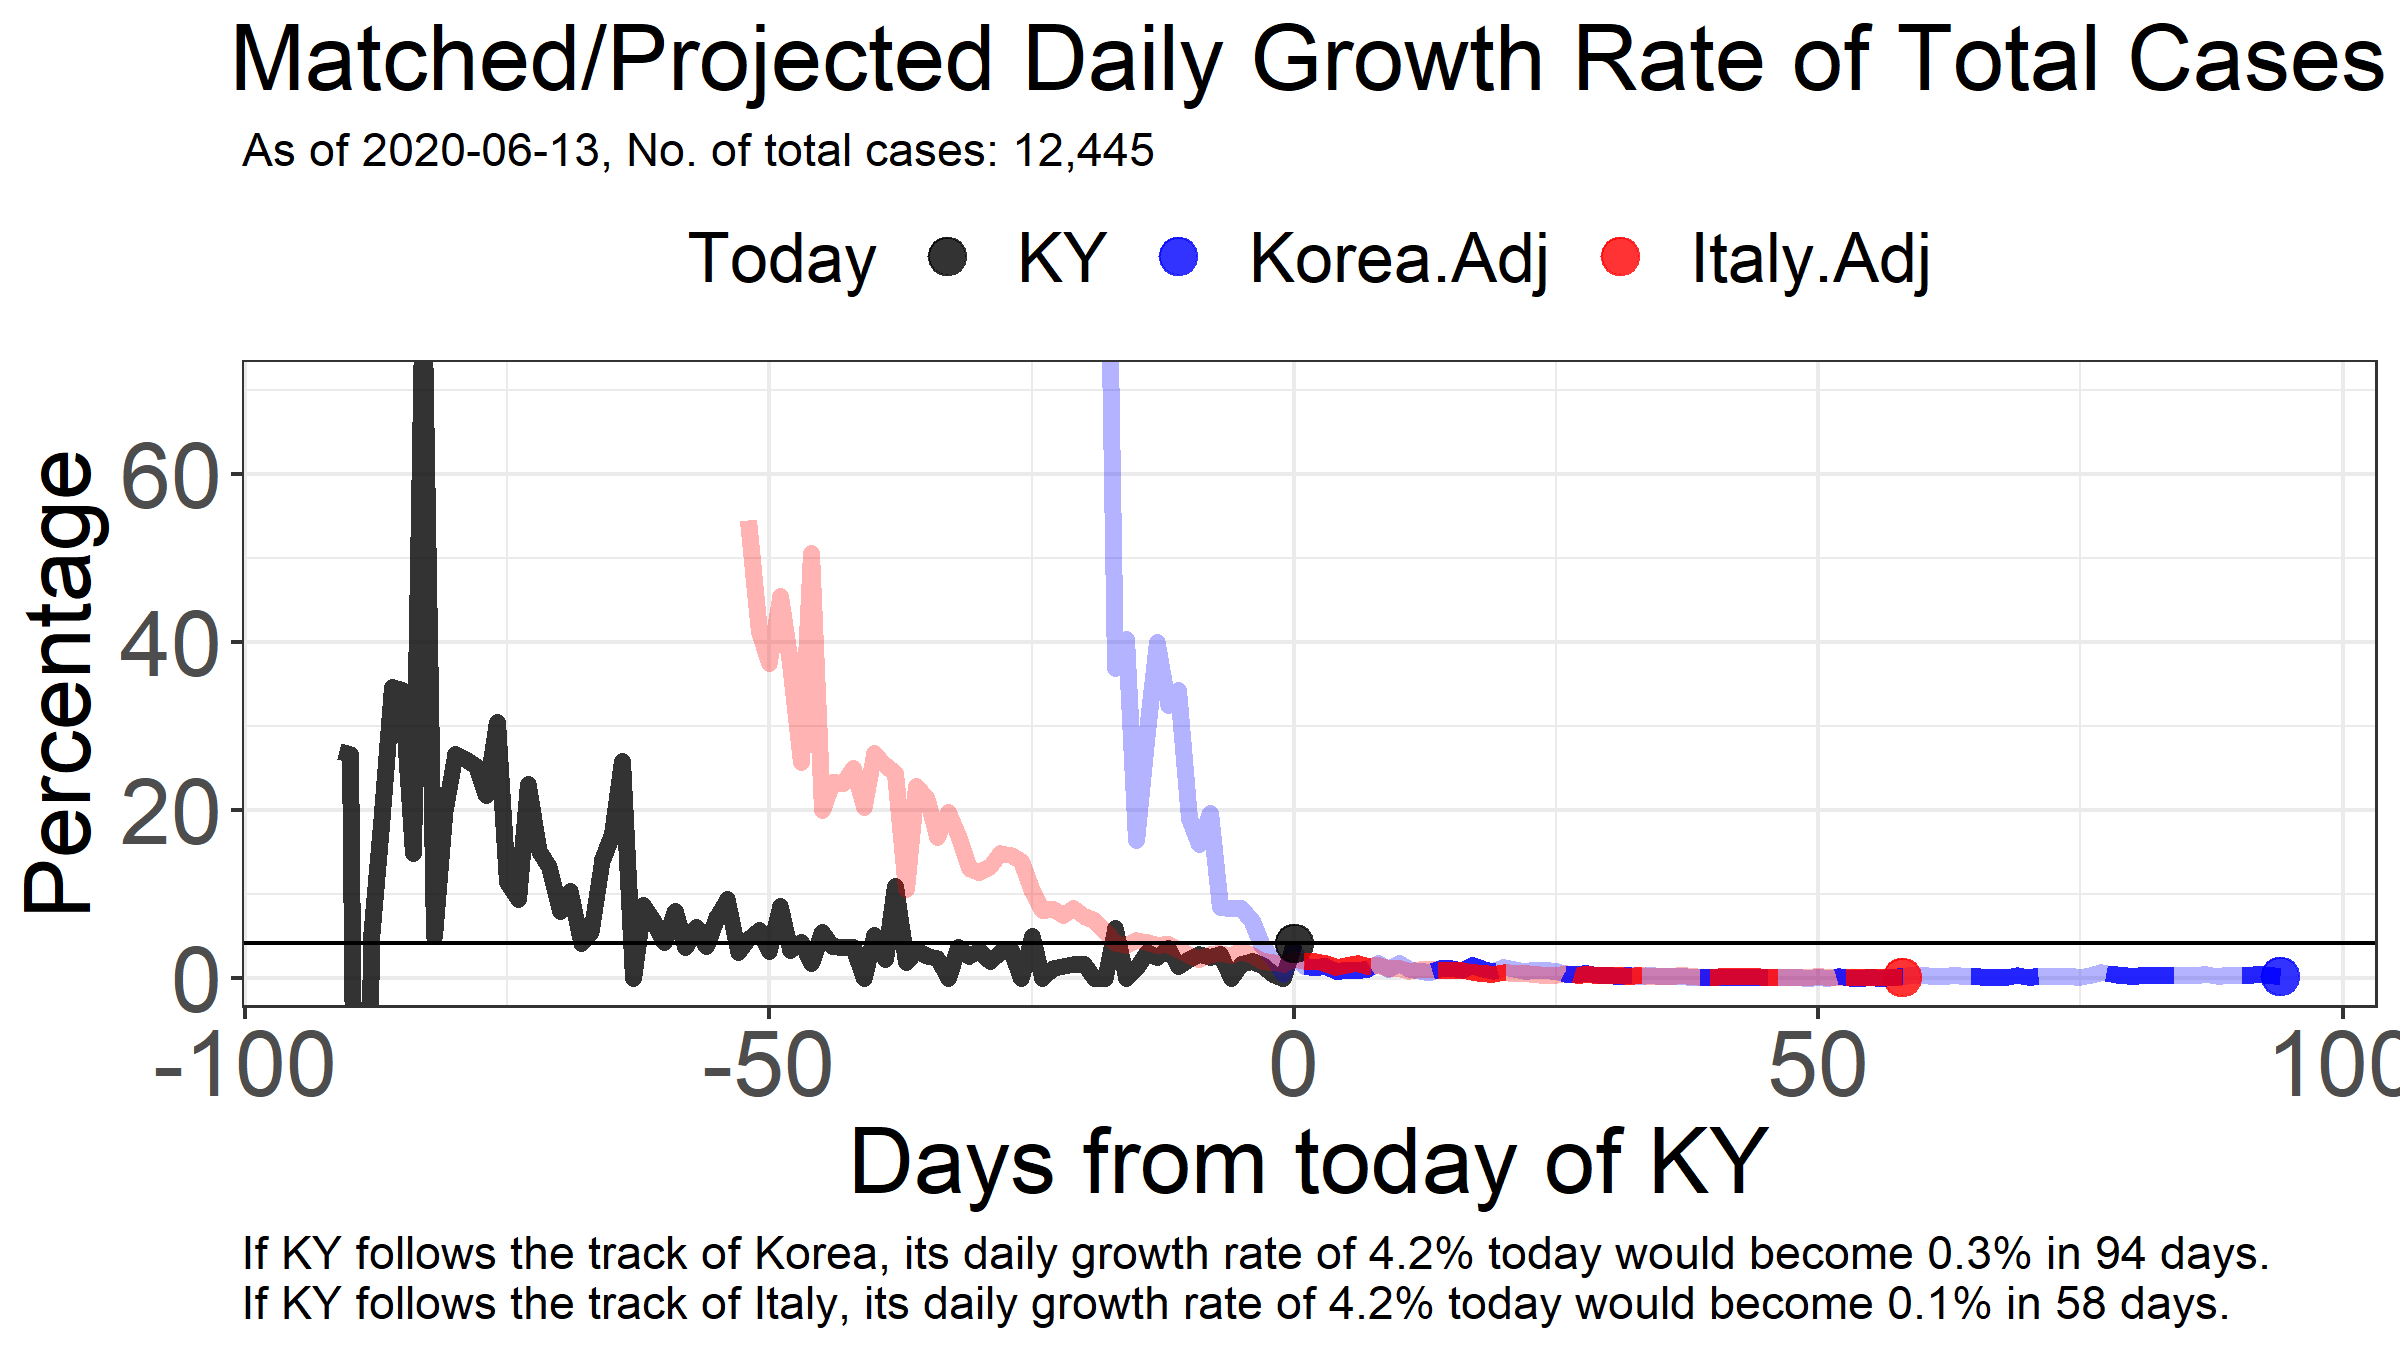 Matched/Projected Daily Growth Rate of Total Cases
As of 2020-06-13, No. of total cases: 12,445
Today KY Korea.Adj Italy.Adj
Percentage
60
40
20
0
-100 -50 0 50 100
Days from today of KY
If KY follows the track of Korea, its daily growth rate of 4.2% today would become 0.3% in 94 days.
If KY follows the track of Italy, its daily growth rate of 4.2% today would become 0.1% in 58 days.